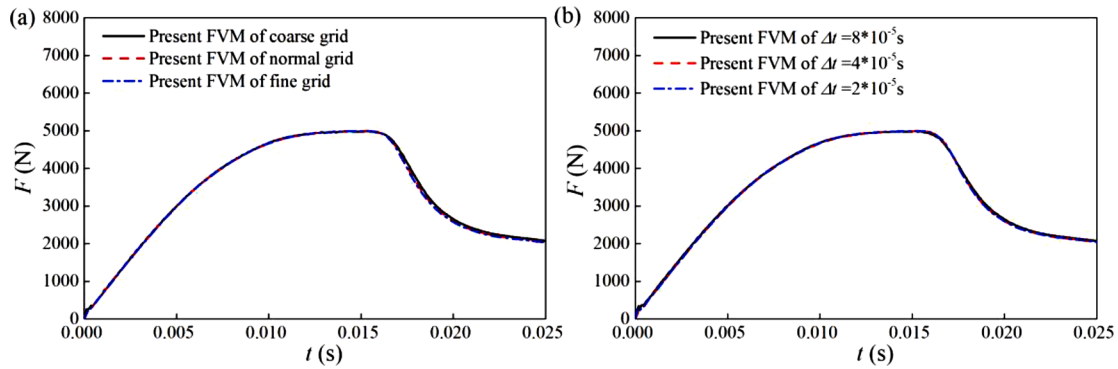 (a)
8000
7000
6000
5000
4000
3000
2000
1000
0
F (N)
Present FVM of coarse grid
Present FVM of normal grid
Present FVM of fine grid
0.000 0.005 0.010 0.015 0.020 0.025
t (s)
(b)
8000
7000
6000
5000
4000
3000
2000
1000
0
F (N)
Present FVM of Δt =8*10⁻⁵s
Present FVM of Δt =4*10⁻⁵s
Present FVM of Δt =2*10⁻⁵s
0.000 0.005 0.010 0.015 0.020 0.025
t (s)